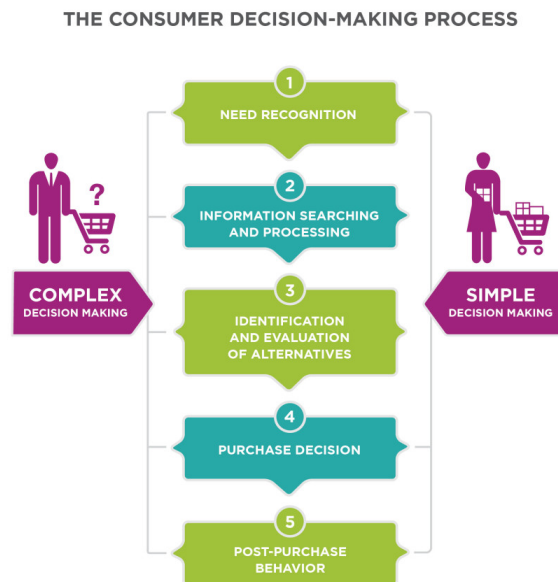 THE CONSUMER DECISION-MAKING PROCESS
1
NEED RECOGNITION
2
INFORMATION SEARCHING
AND PROCESSING
?
COMPLEX
DECISION MAKING
3
IDENTIFICATION
AND EVALUATION
OF ALTERNATIVES
SIMPLE
DECISION MAKING
4
PURCHASE DECISION
5
POST-PURCHASE
BEHAVIOR